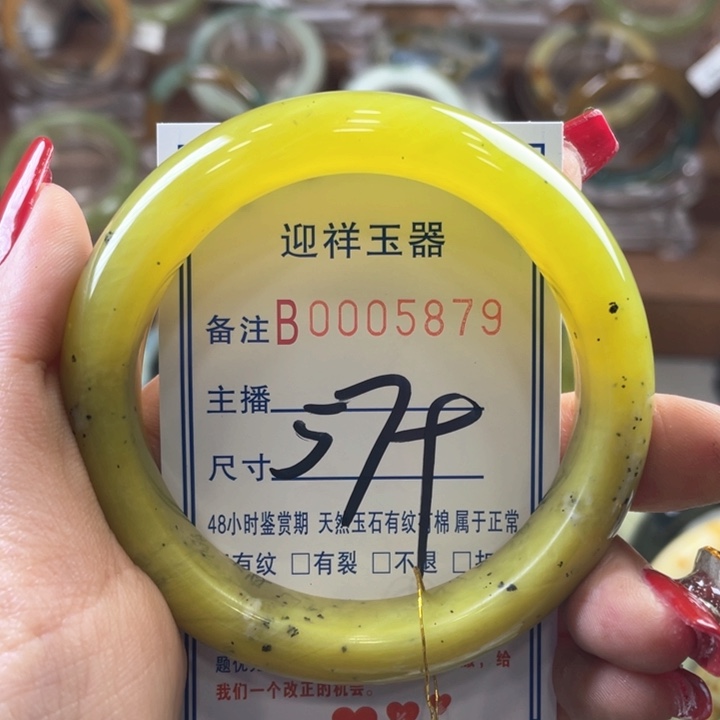 迎祥玉器
备注B0005879
主播
尺寸 57
48小时鉴赏期 天然玉石有纹有棉属于正常
有纹 □有裂 □不退 □
给
我们一个改正的机会。